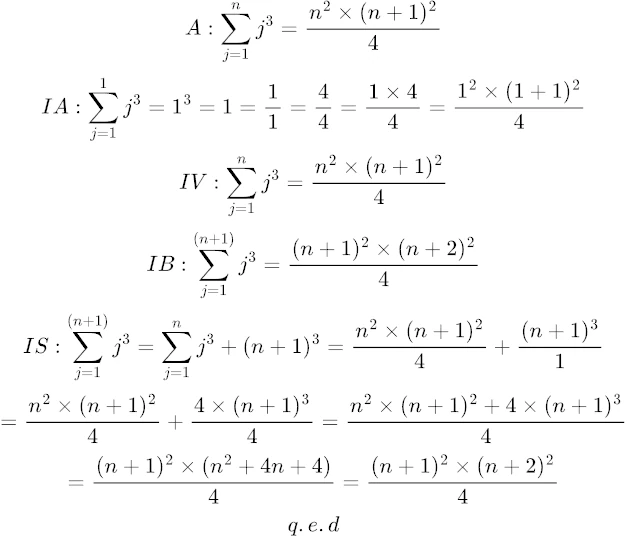 A : \sum_{j=1}^{n} j^3 = \frac{n^2 \times (n+1)^2}{4}
IA : \sum_{j=1}^{1} j^3 = 1^3 = 1 = \frac{1}{1} = \frac{4}{4} = \frac{1 \times 4}{4} = \frac{1^2 \times (1+1)^2}{4}
IV : \sum_{j=1}^{n} j^3 = \frac{n^2 \times (n+1)^2}{4}
IB : \sum_{j=1}^{(n+1)} j^3 = \frac{(n+1)^2 \times (n+2)^2}{4}
IS : \sum_{j=1}^{(n+1)} j^3 = \sum_{j=1}^{n} j^3 + (n+1)^3 = \frac{n^2 \times (n+1)^2}{4} + \frac{(n+1)^3}{1}
= \frac{n^2 \times (n+1)^2}{4} + \frac{4 \times (n+1)^3}{4} = \frac{n^2 \times (n+1)^2 + 4 \times (n+1)^3}{4}
= \frac{(n+1)^2 \times (n^2 + 4n + 4)}{4} = \frac{(n+1)^2 \times (n+2)^2}{4}
q.e.d